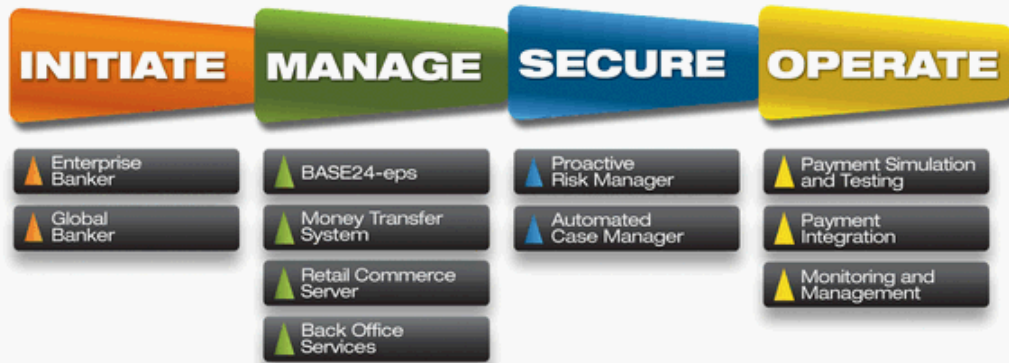 INITIATE
MANAGE
SECURE
OPERATE
Enterprise
Banker
Global
Banker
BASE24-eps
Money Transfer
System
Retail Commerce
Server
Back Office
Services
Proactive
Risk Manager
Automated
Case Manager
Payment Simulation
and Testing
Payment
Integration
Monitoring and
Management